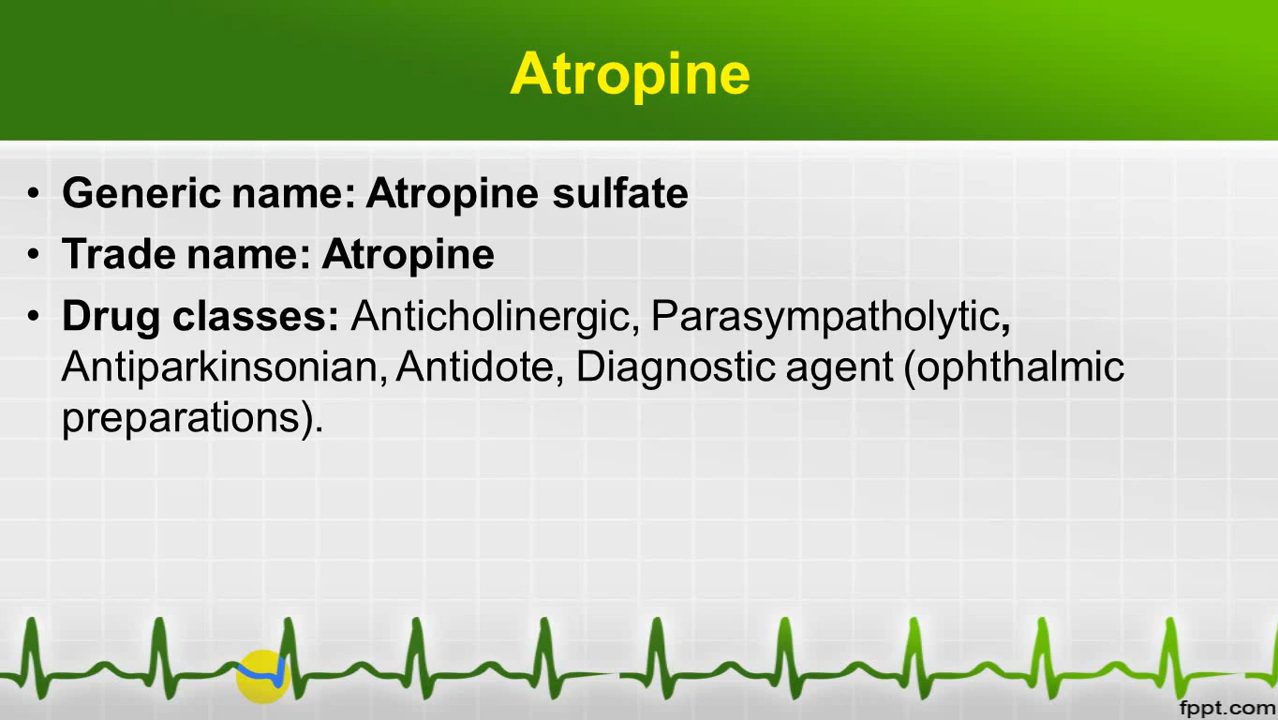 Atropine
• Generic name: Atropine sulfate
• Trade name: Atropine
• Drug classes: Anticholinergic, Parasympatholytic,
Antiparkinsonian, Antidote, Diagnostic agent (ophthalmic
preparations).
fppt.com